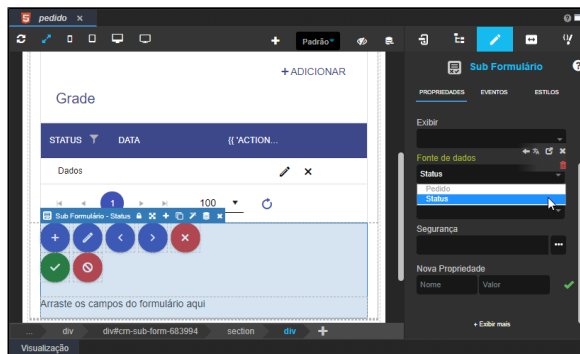 pedido ×
Padrão
+ADICIONAR
Grade
STATUS DATA {{ 'ACTION...
Dados
1 100
Sub Formulário - Status
Arraste os campos do formulário aqui
... div div#crn-sub-form-683994 section div
Visualização
Sub Formulário
PROPRIEDADES EVENTOS ESTILOS
Exibir
Fonte de dados
Status
Pedido
Status
Segurança
Nova Propriedade
Nome Valor
+ Exibir mais